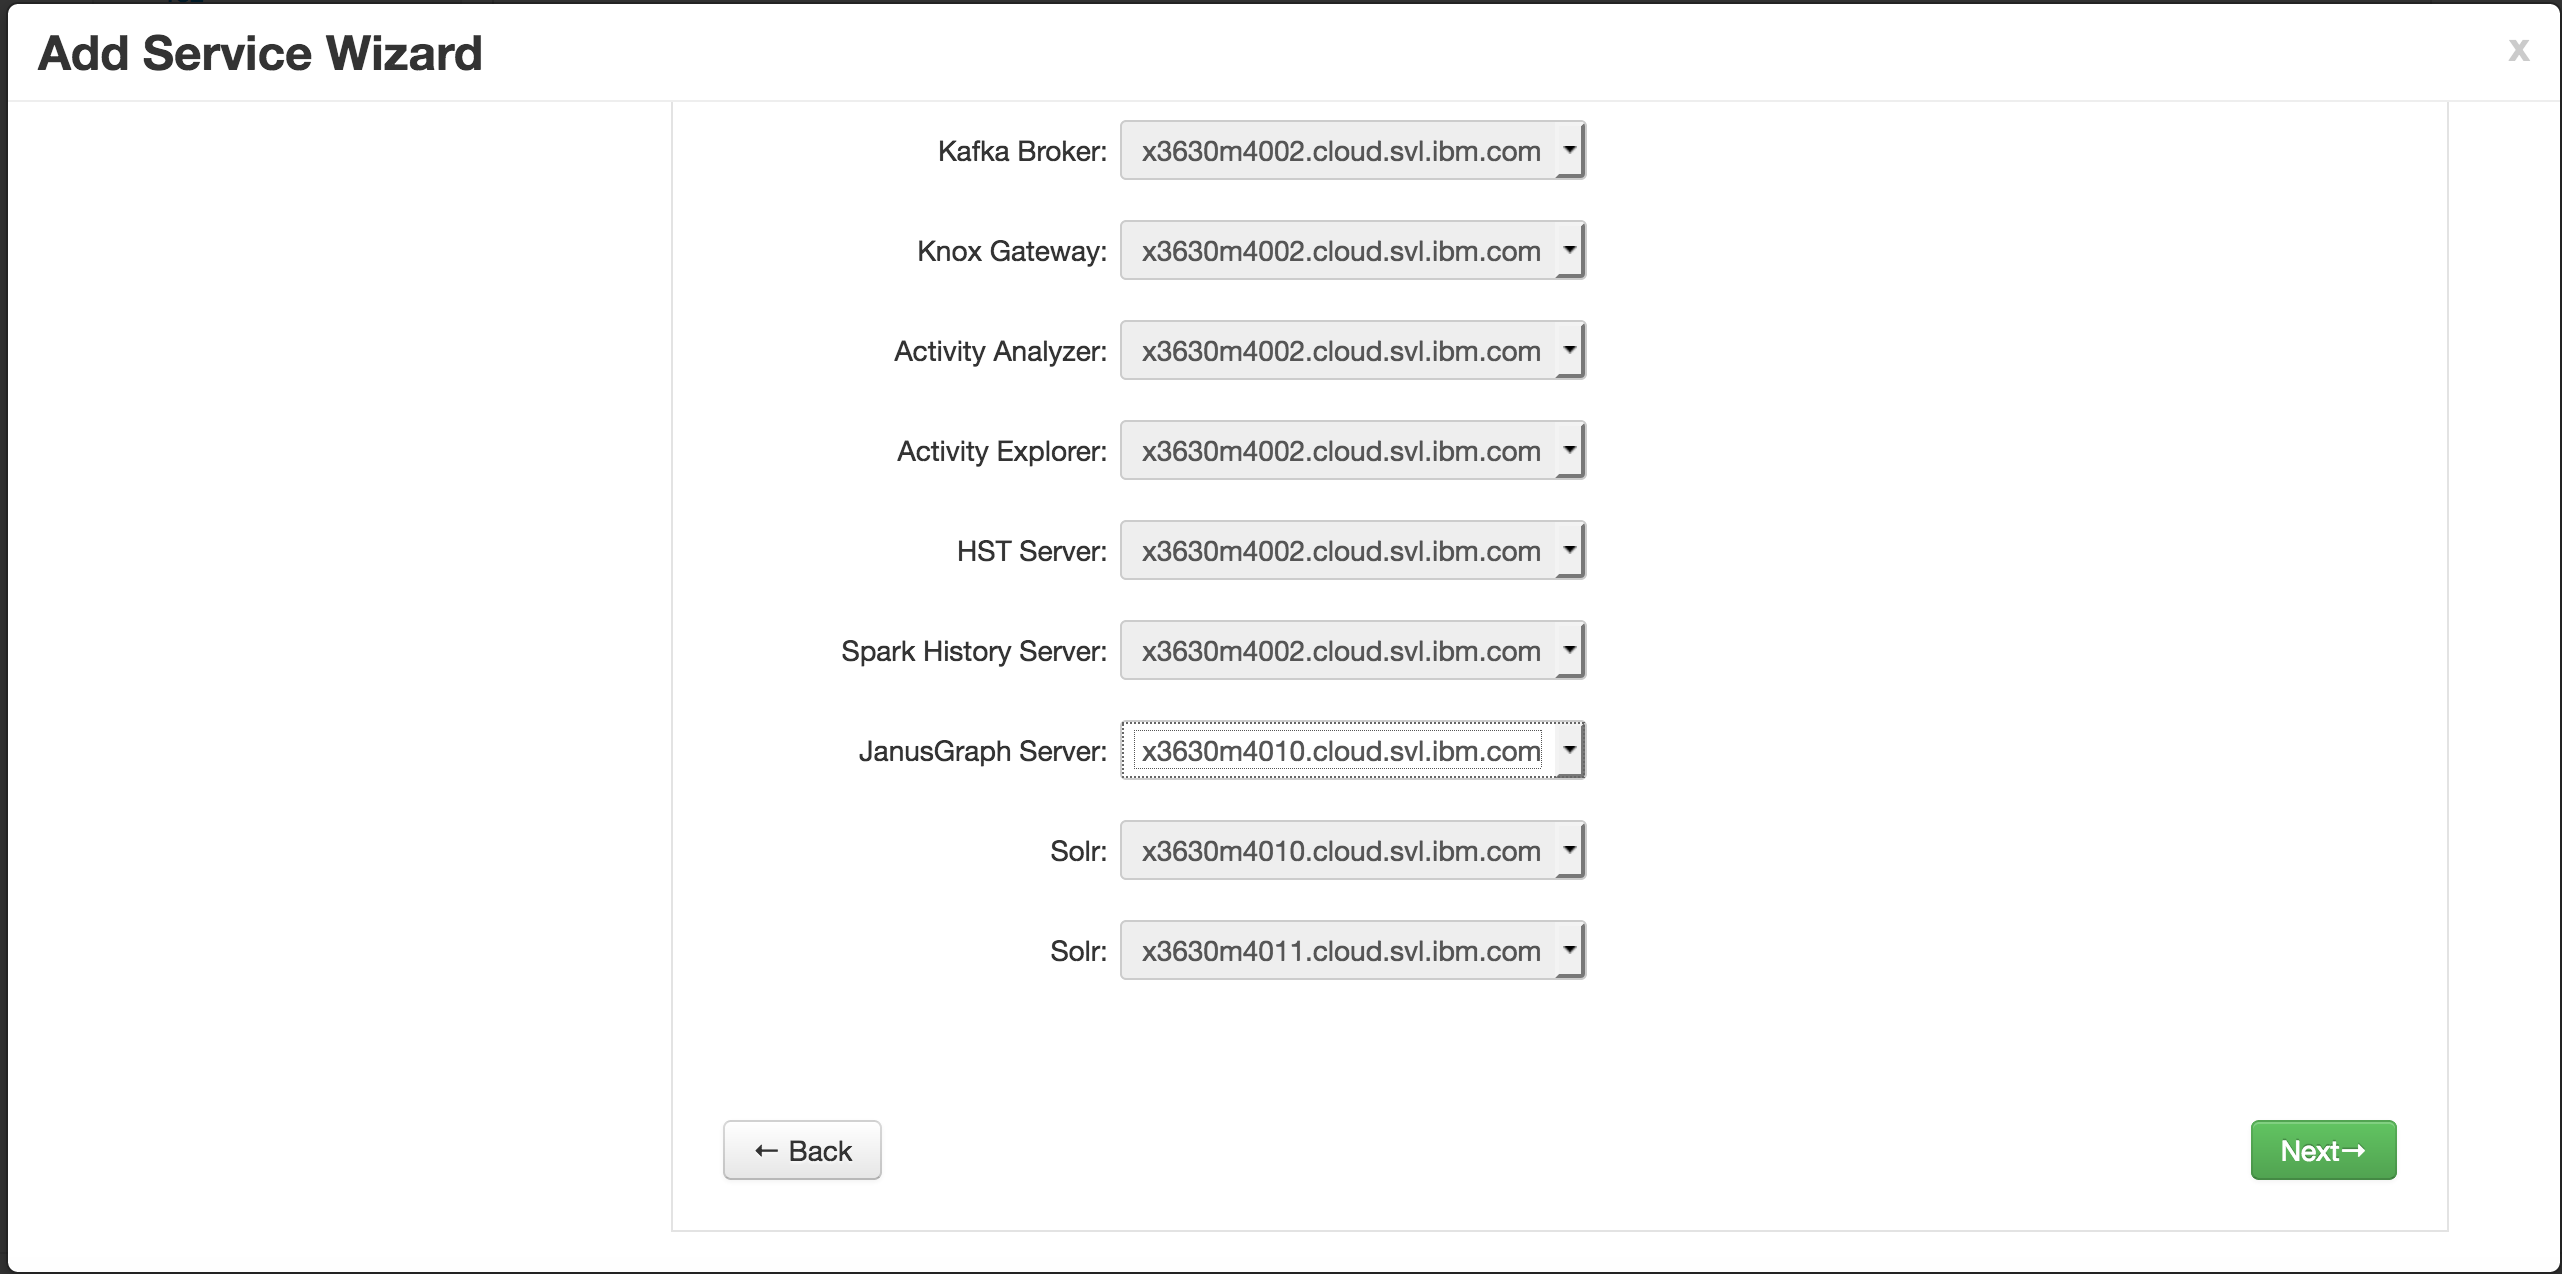 Add Service Wizard
x
Kafka Broker: x3630m4002.cloud.svl.ibm.com
Knox Gateway: x3630m4002.cloud.svl.ibm.com
Activity Analyzer: x3630m4002.cloud.svl.ibm.com
Activity Explorer: x3630m4002.cloud.svl.ibm.com
HST Server: x3630m4002.cloud.svl.ibm.com
Spark History Server: x3630m4002.cloud.svl.ibm.com
JanusGraph Server: x3630m4010.cloud.svl.ibm.com
Solr: x3630m4010.cloud.svl.ibm.com
Solr: x3630m4011.cloud.svl.ibm.com
← Back
Next→